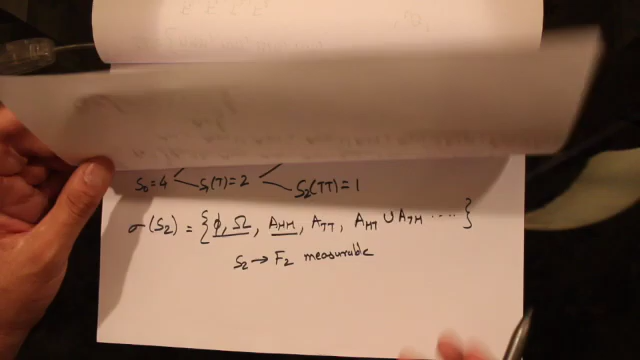 S₀=4 S₁(T)=2 S₂(TT)=1
σ(S₂) = {ϕ, Ω, A_HH, A_TT, A_HT ∪ A_TH ....}
S₂ → F₂ measurable